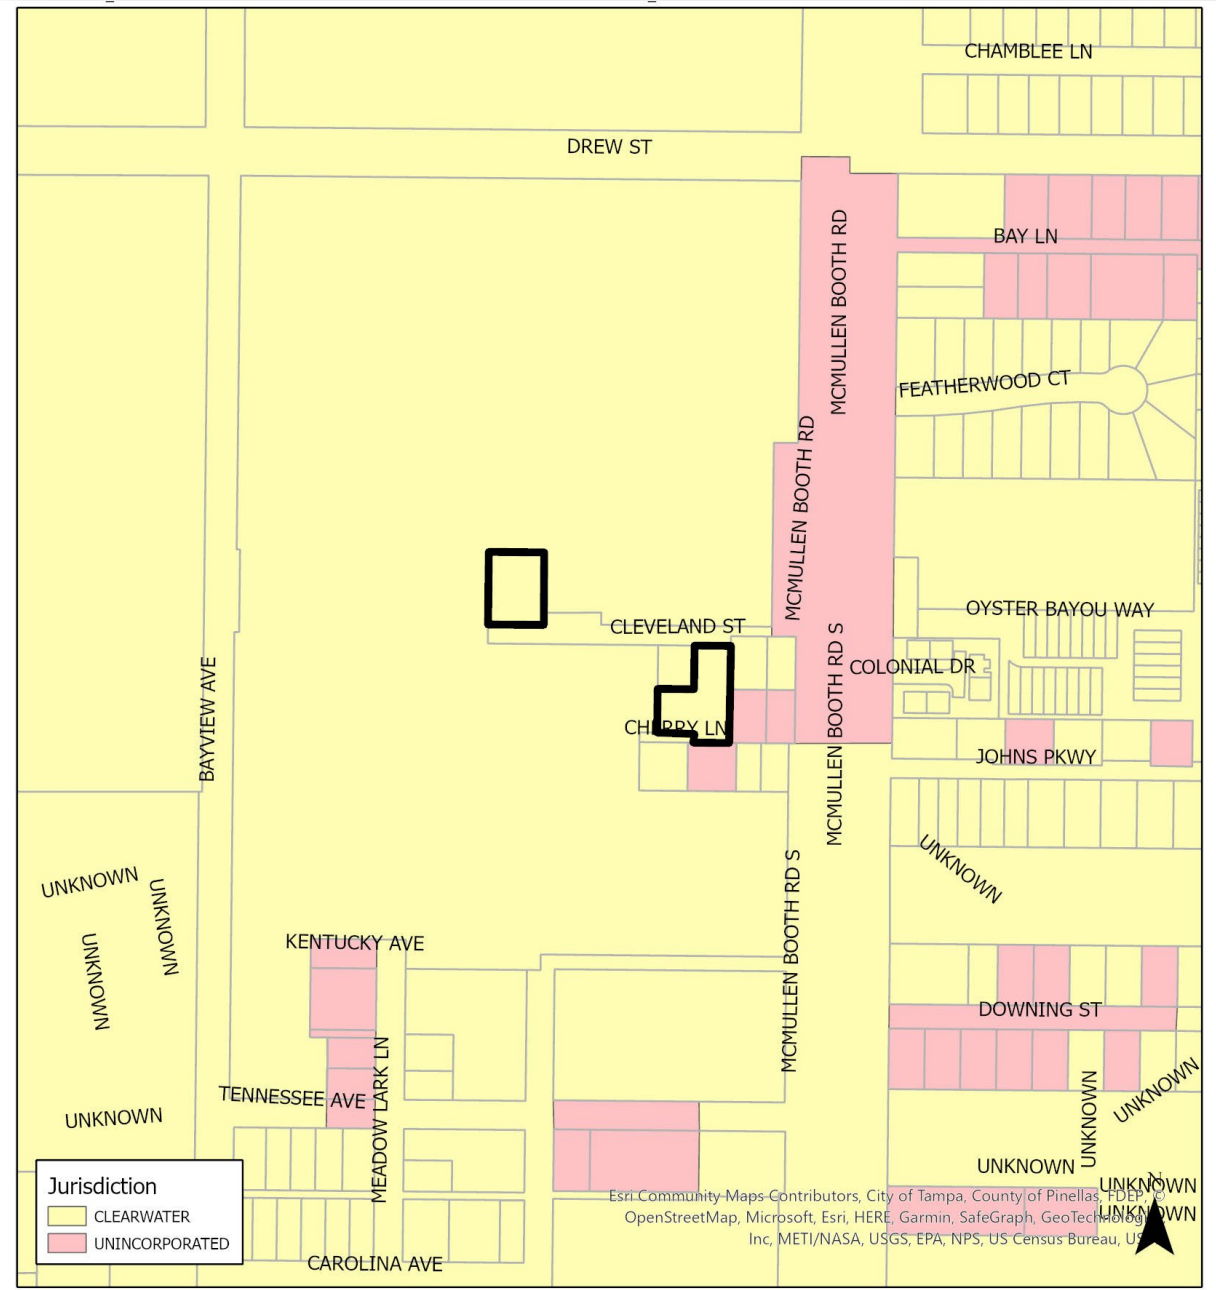 CHAMBLEE LN
DREW ST
MCMULLEN BOOTH RD
BAY LN
FEATHERWOOD CT
MCMULLEN BOOTH RD
OYSTER BAYOU WAY
CLEVELAND ST
MCMULLEN BOOTH RD S
COLONIAL DR
BAYVIEW AVE
CHERRY LN
JOHNS PKWY
UNKNOWN
UNKNOWN
UNKNOWN
UNKNOWN
MCMULLEN BOOTH RD S
KENTUCKY AVE
DOWNING ST
MEADOW LARK LN
TENNESSEE AVE
UNKNOWN
UNKNOWN
UNKNOWN
UNKNOWN
UNKNOWN
UNKNOWN
N
Jurisdiction
CLEARWATER
UNINCORPORATED
CAROLINA AVE
Esri Community Maps Contributors, City of Tampa, County of Pinellas, FDEP, ©
OpenStreetMap, Microsoft, Esri, HERE, Garmin, SafeGraph, GeoTechnolog
Inc, METI/NASA, USGS, EPA, NPS, US Census Bureau, US